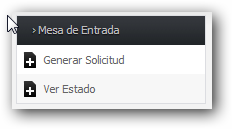 › Mesa de Entrada
Generar Solicitud
Ver Estado